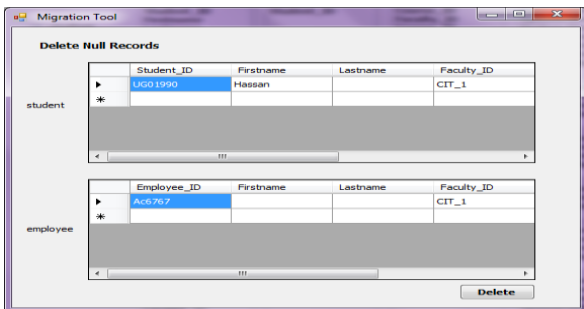 Migration Tool
Delete Null Records
Student_ID Firstname Lastname Faculty_ID
UG01990 Hassan CIT_1
student
Employee_ID Firstname Lastname Faculty_ID
Ac6767 CIT_1
employee
Delete